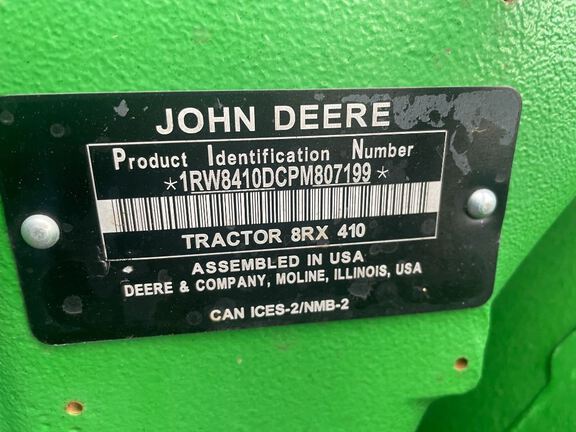 JOHN DEERE
Product Identification Number
*1RW8410DCPM807199*
TRACTOR 8RX 410
ASSEMBLED IN USA
DEERE & COMPANY, MOLINE, ILLINOIS, USA
CAN ICES-2/NMB-2